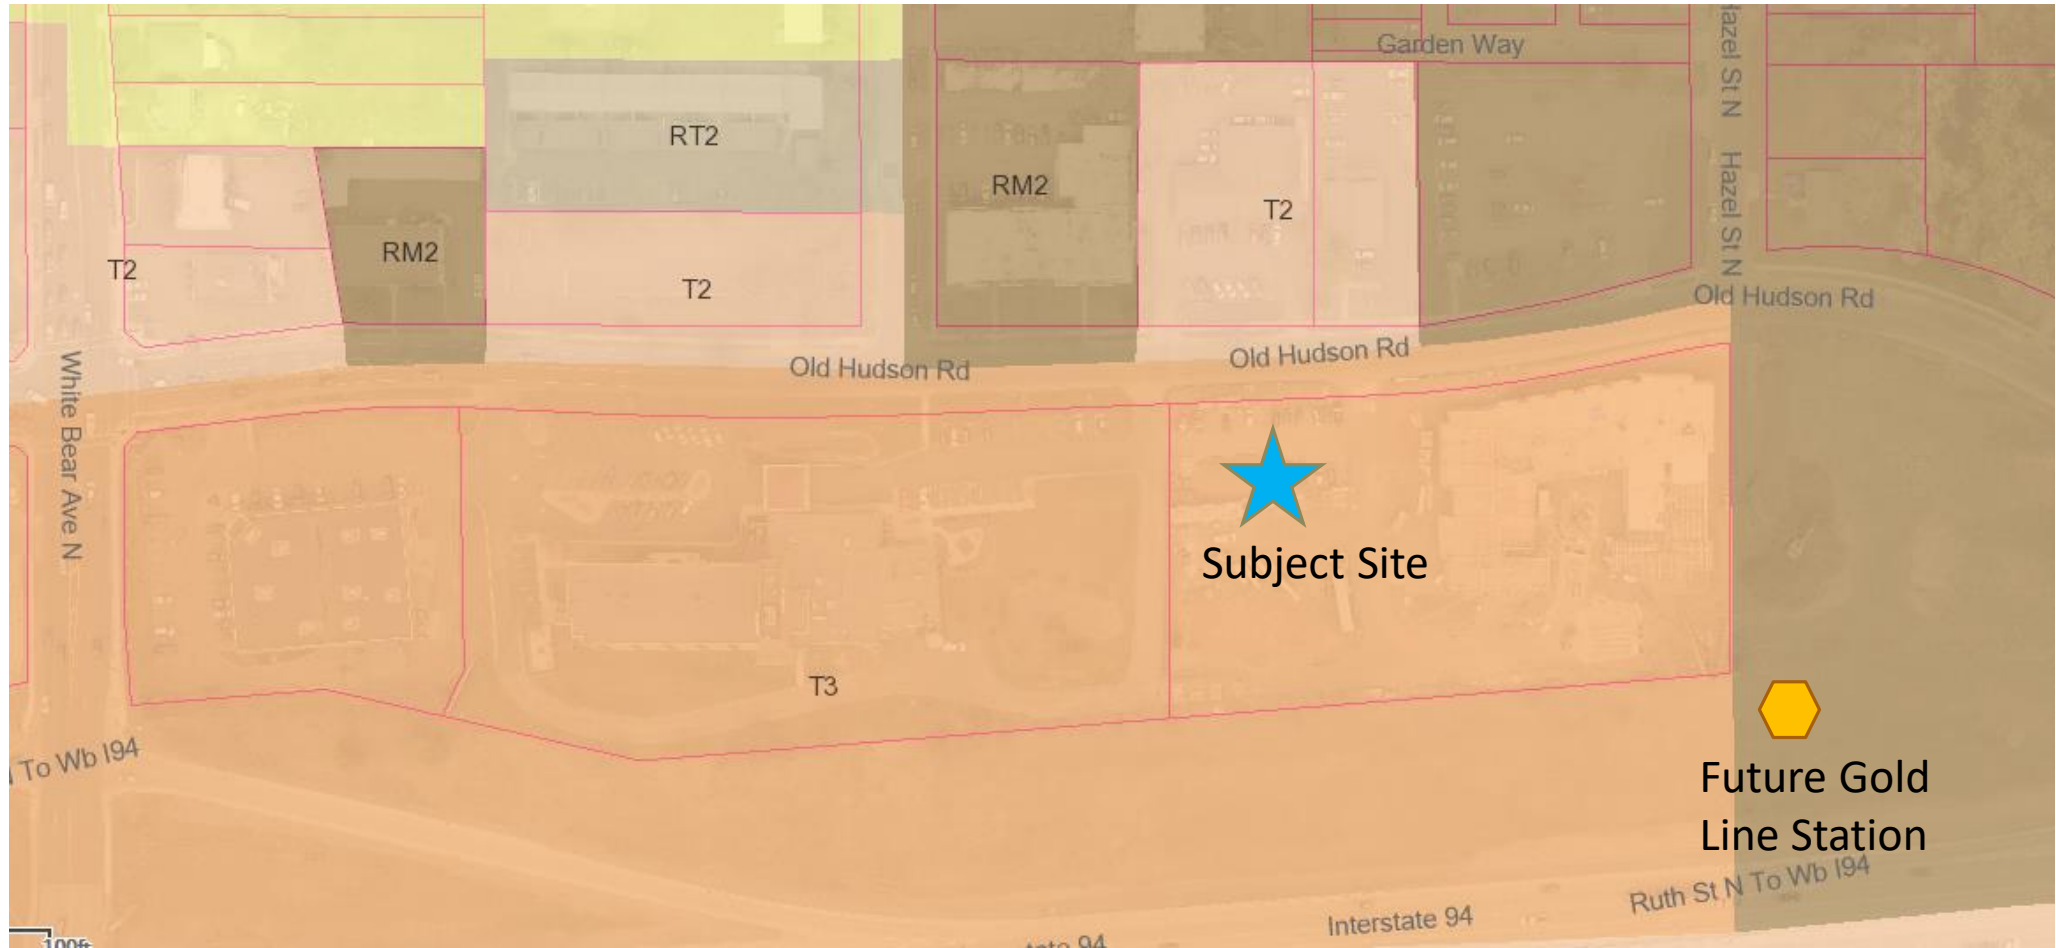 Garden Way
Hazel St N
RT2
RM2
T2
Hazel St N
RM2
T2
T2
Old Hudson Rd
Old Hudson Rd
Old Hudson Rd
White Bear Ave N
Subject Site
T3
To Wb I94
Future Gold
Line Station
Ruth St N To Wb I94
Interstate 94
100ft
94